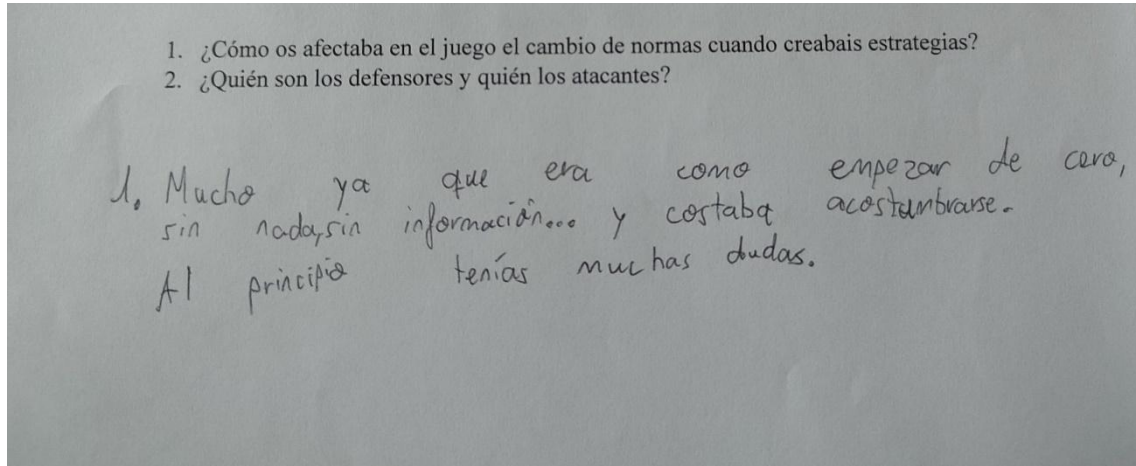 1. ¿Cómo os afectaba en el juego el cambio de normas cuando creabais estrategias?
2. ¿Quién son los defensores y quién los atacantes?
1. Mucho ya que era como empezar de cero,
sin nada, sin información... y costaba acostumbrarse.
Al principio tenías muchas dudas.